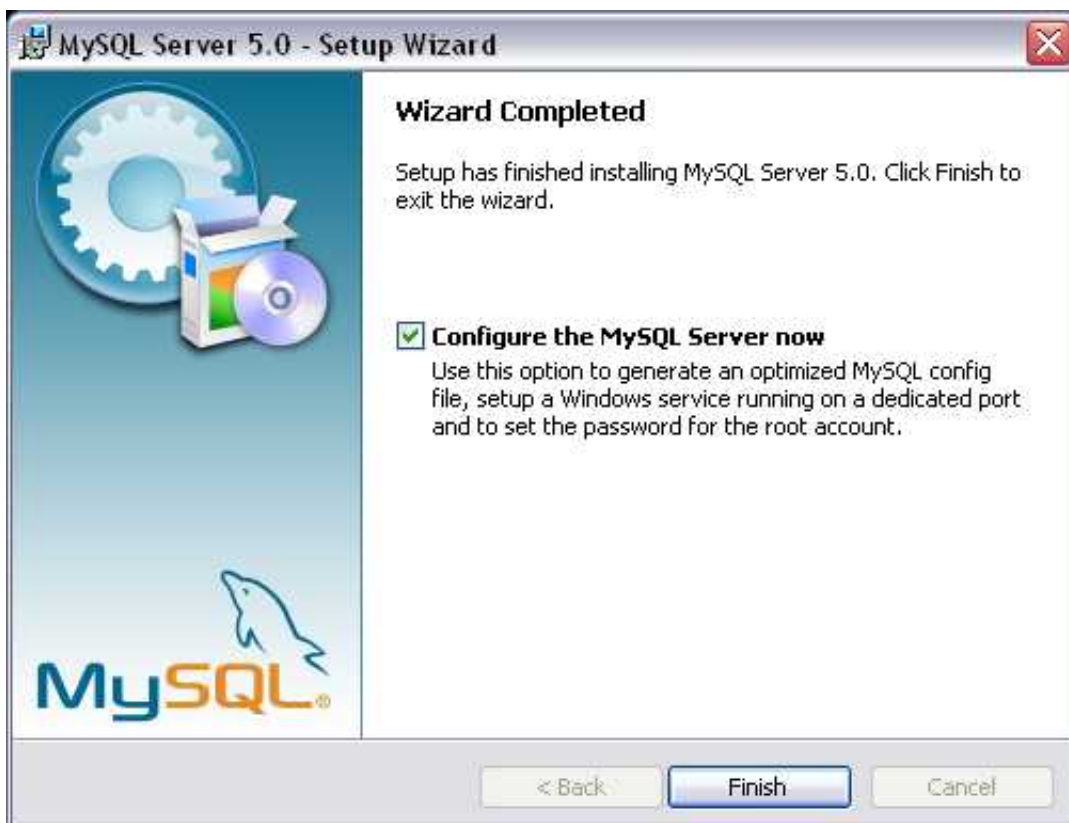 MySQL Server 5.0 - Setup Wizard
Wizard Completed
Setup has finished installing MySQL Server 5.0. Click Finish to
exit the wizard.
Configure the MySQL Server now
Use this option to generate an optimized MySQL config
file, setup a Windows service running on a dedicated port
and to set the password for the root account.
MySQL®
< Back
Finish
Cancel